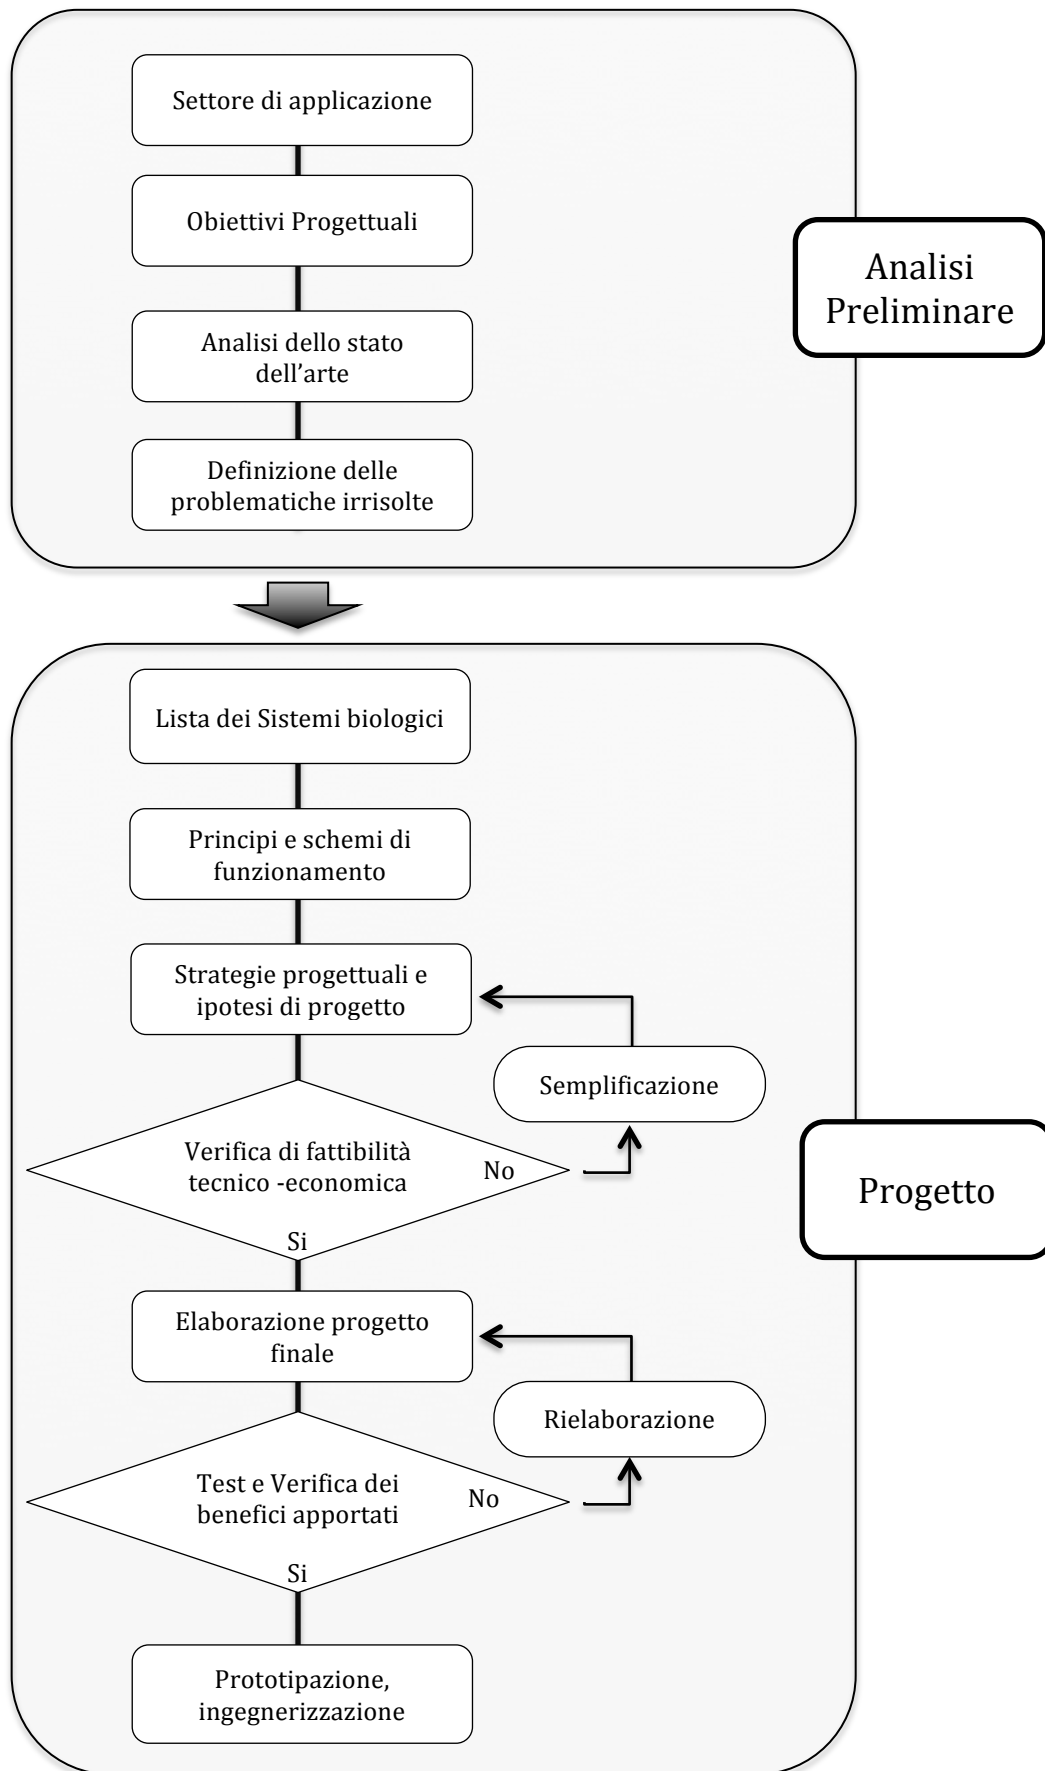 Settore di applicazione
Obiettivi Progettuali
Analisi dello stato
dell’arte
Definizione delle
problematiche irrisolte
Analisi
Preliminare
Lista dei Sistemi biologici
Principi e schemi di
funzionamento
Strategie progettuali e
ipotesi di progetto
Semplificazione
Verifica di fattibilità
tecnico -economica
No
Si
Progetto
Elaborazione progetto
finale
Rielaborazione
Test e Verifica dei
benefici apportati
No
Si
Prototipazione,
ingegnerizzazione